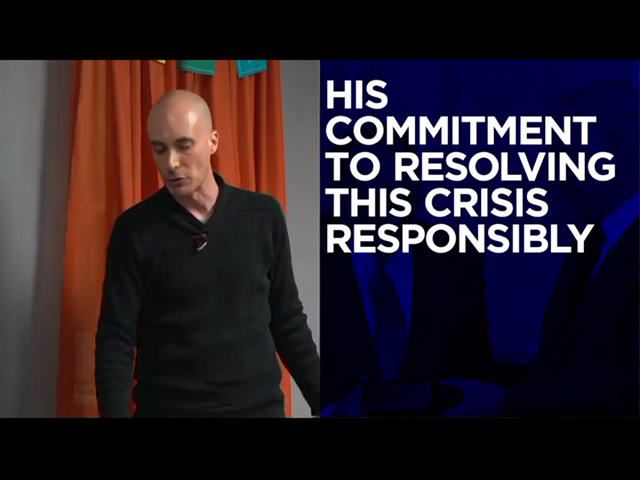 HIS
COMMITMENT
TO RESOLVING
THIS CRISIS
RESPONSIBLY